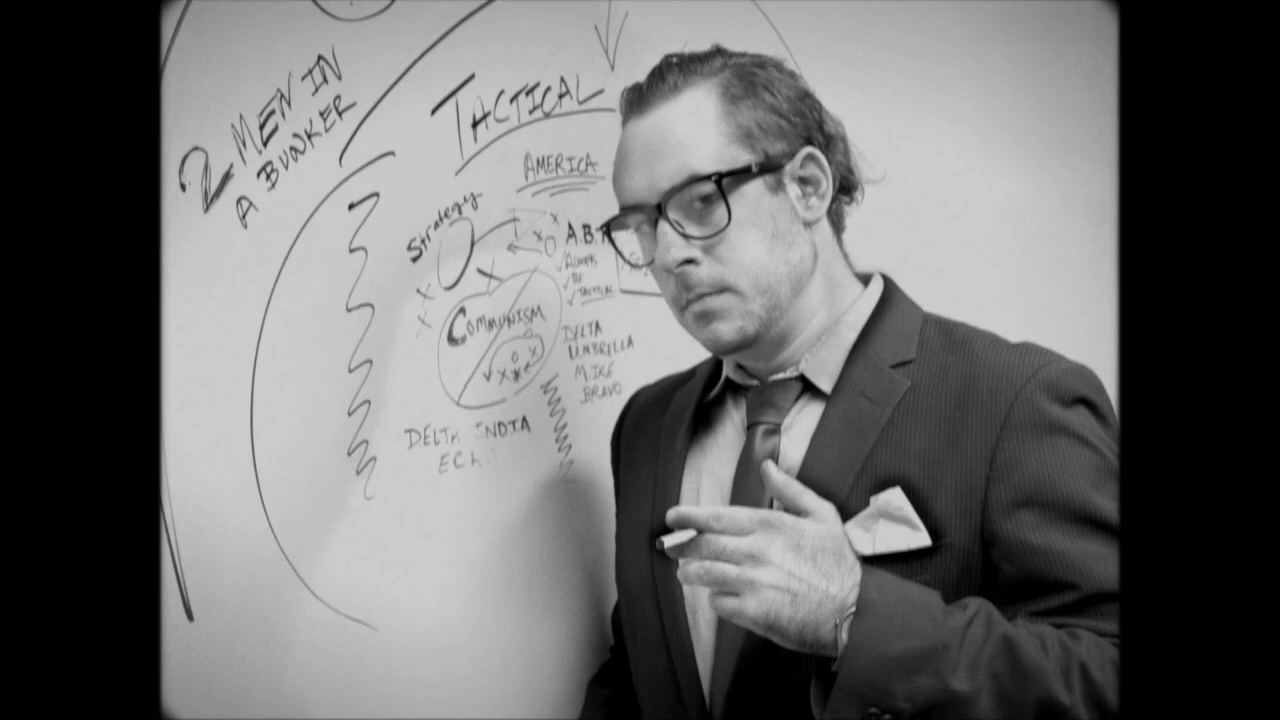 2 MEN IN
A BUNKER
TACTICAL
AMERICA
Strategy
A.B.
ALWAYS
BE
TACTICAL
COMMUNISM
DELTA
UMBRELLA
MIKE
BRAVO
DELTA INDIA